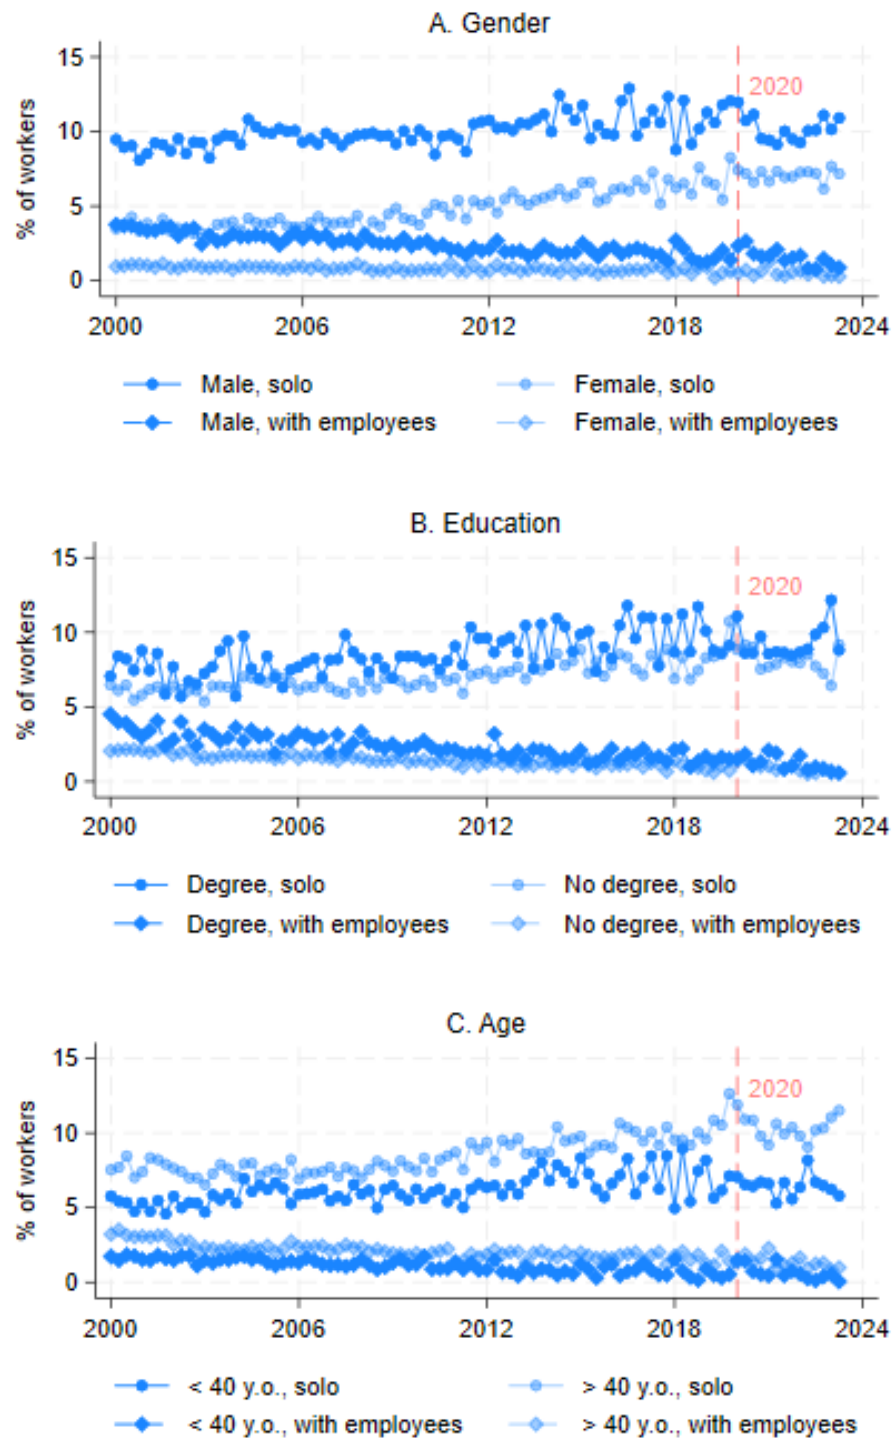 A. Gender
% of workers
15
10
5
0
2020
2000 2006 2012 2018 2024
Male, solo Female, solo
Male, with employees Female, with employees
B. Education
% of workers
15
10
5
0
2020
2000 2006 2012 2018 2024
Degree, solo No degree, solo
Degree, with employees No degree, with employees
C. Age
% of workers
15
10
5
0
2020
2000 2006 2012 2018 2024
< 40 y.o., solo > 40 y.o., solo
< 40 y.o., with employees > 40 y.o., with employees